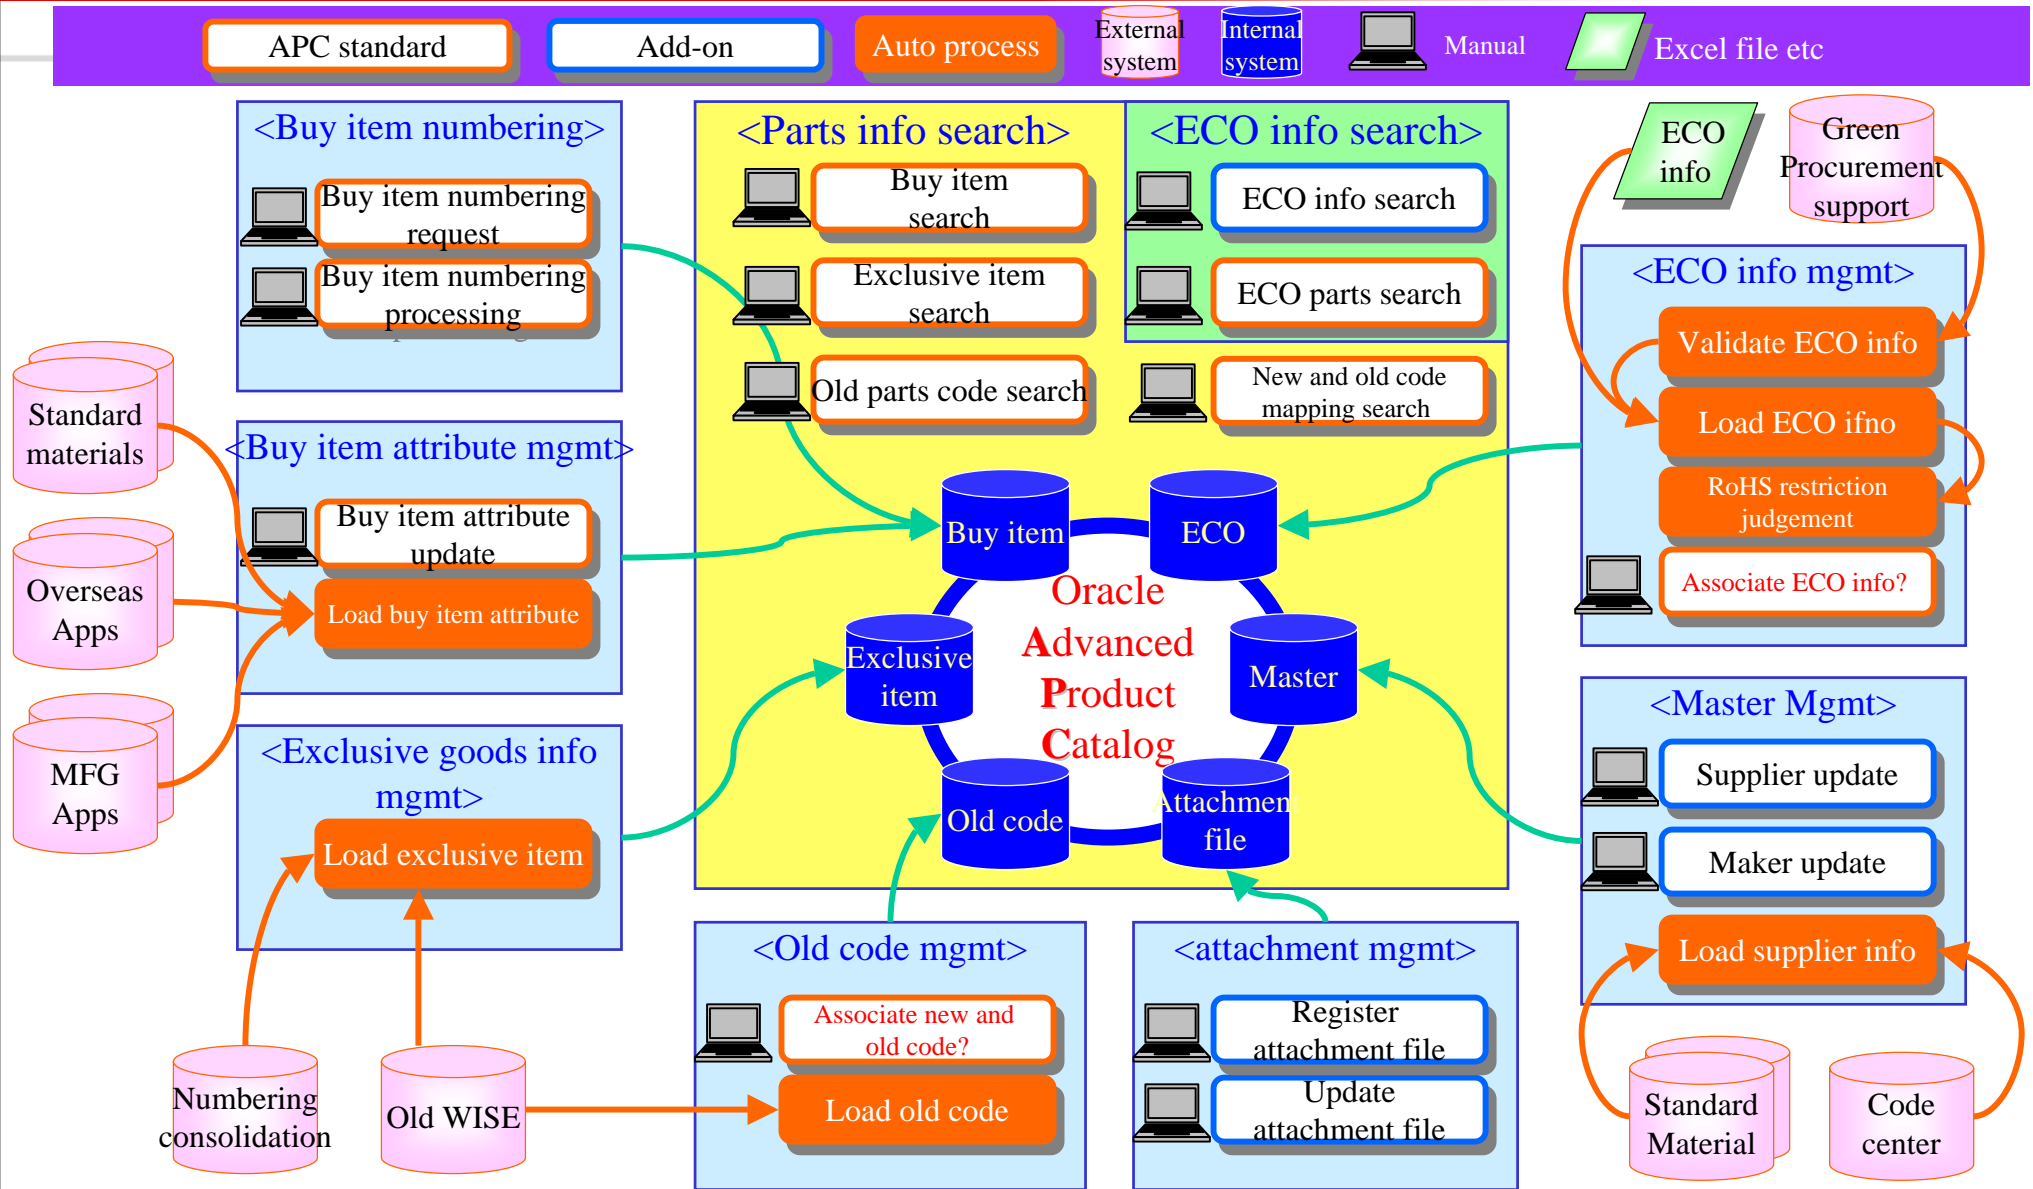 APC standard
Add-on
Auto process
External
system
Internal
system
Manual
Excel file etc
<Buy item numbering>
Buy item numbering
request
Buy item numbering
processing
<Parts info search>
Buy item
search
Exclusive item
search
Old parts code search
<ECO info search>
ECO info search
ECO parts search
New and old code
mapping search
ECO
info
Green
Procurement
support
<ECO info mgmt>
Validate ECO info
Load ECO ifno
RoHS restriction
judgement
Associate ECO info?
Standard
materials
Overseas
Apps
MFG
Apps
<Buy item attribute mgmt>
Buy item attribute
update
Load buy item attribute
<Exclusive goods info
mgmt>
Load exclusive item
Buy item
ECO
Exclusive
item
Master
Old code
Attachment
file
Oracle
Advanced
Product
Catalog
<Master Mgmt>
Supplier update
Maker update
Load supplier info
<Old code mgmt>
Associate new and
old code?
Load old code
<attachment mgmt>
Register
attachment file
Update
attachment file
Numbering
consolidation
Old WISE
Standard
Material
Code
center